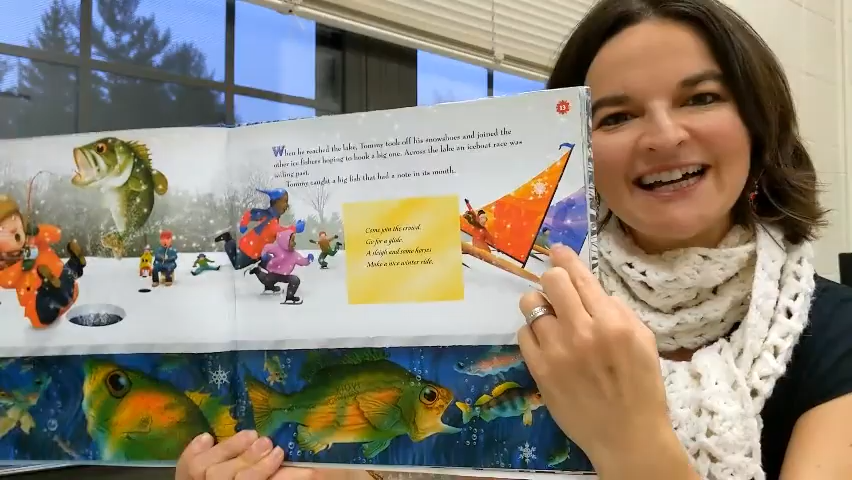 13
When he reached the lake, Tommy took off his snowshoes and joined the
other ice fishers hoping to hook a big one. Across the lake an iceboat race was
sailing past.
Tommy caught a big fish that had a note in its mouth.
Come join the crowd.
Go for a glide.
A sleigh and some horses
Make a nice winter ride.